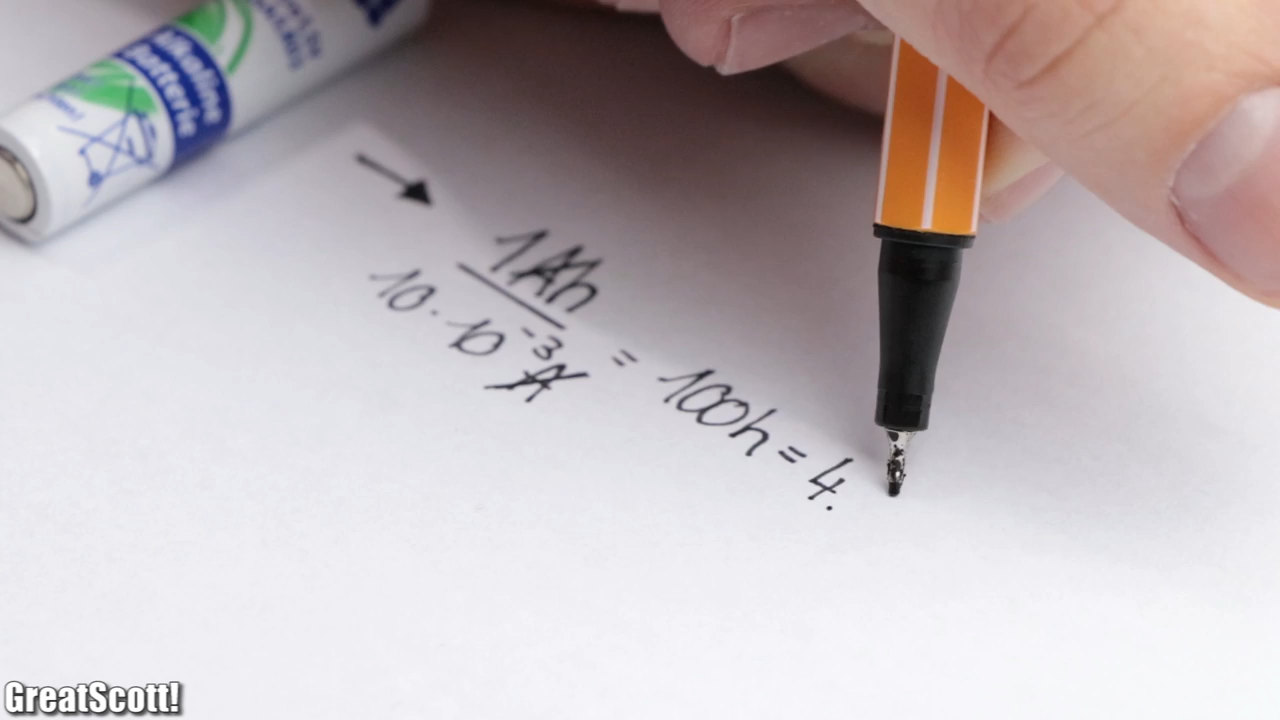 alkaline
batterie
1Ah
10 · 10⁻³A = 100h = 4.
GreatScott!